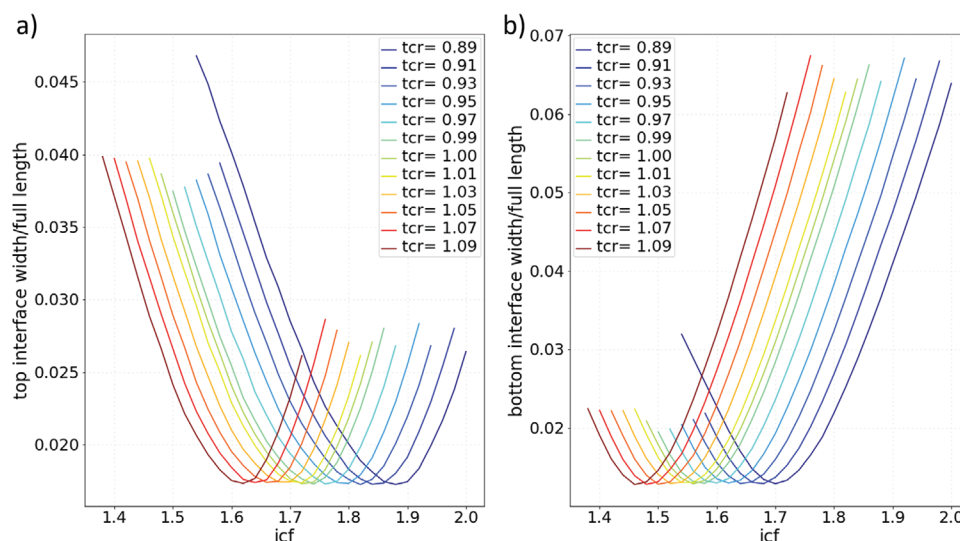 a)
top interface width/full length
0.045
0.040
0.035
0.030
0.025
0.020
tcr= 0.89
tcr= 0.91
tcr= 0.93
tcr= 0.95
tcr= 0.97
tcr= 0.99
tcr= 1.00
tcr= 1.01
tcr= 1.03
tcr= 1.05
tcr= 1.07
tcr= 1.09
1.4 1.5 1.6 1.7 1.8 1.9 2.0
icf
b)
bottom interface width/full length
0.07
0.06
0.05
0.04
0.03
0.02
tcr= 0.89
tcr= 0.91
tcr= 0.93
tcr= 0.95
tcr= 0.97
tcr= 0.99
tcr= 1.00
tcr= 1.01
tcr= 1.03
tcr= 1.05
tcr= 1.07
tcr= 1.09
1.4 1.5 1.6 1.7 1.8 1.9 2.0
icf